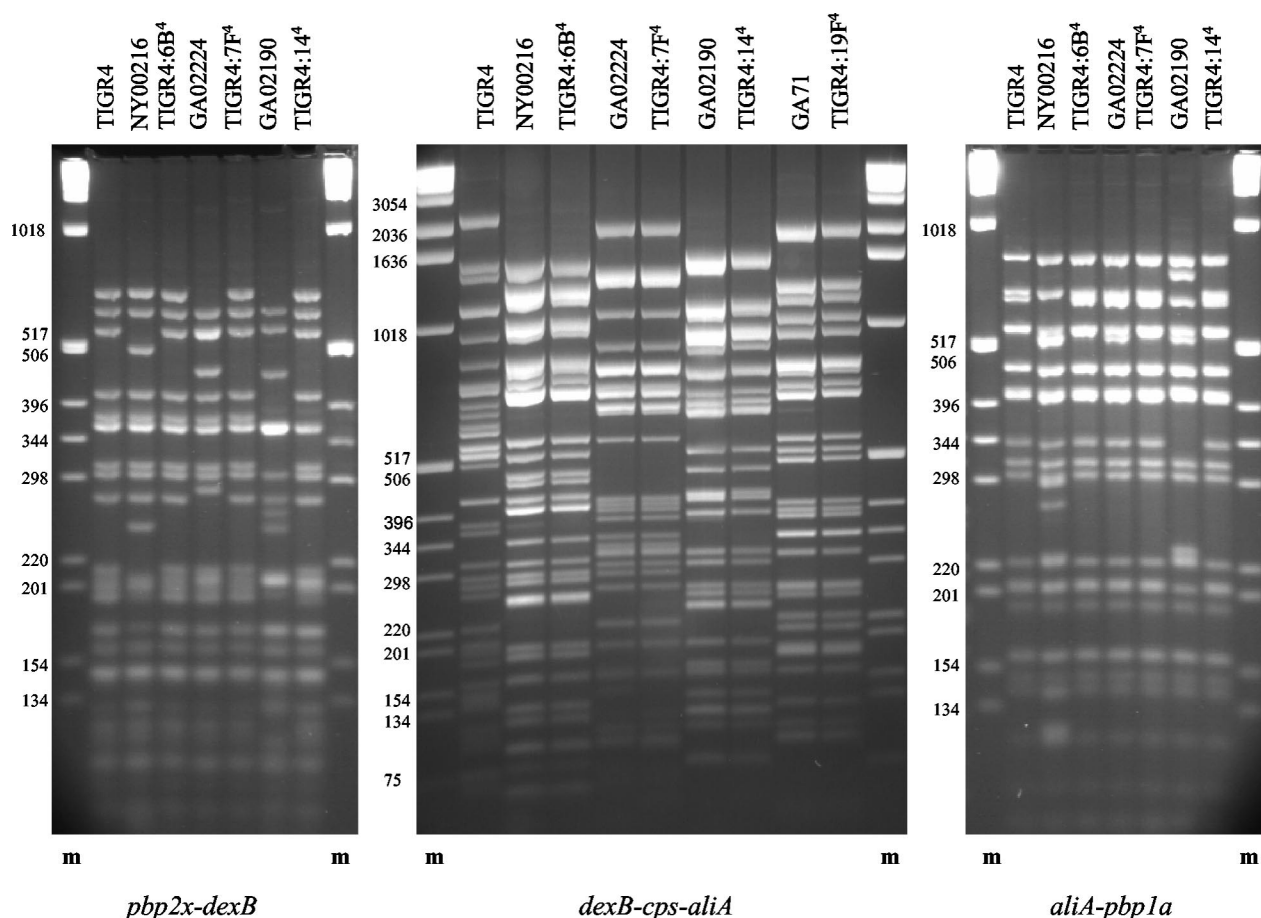 TIGR4
NY00216
TIGR4:6B⁴
GA02224
TIGR4:7F⁴
GA02190
TIGR4:14⁴
1018
517
506
396
344
298
220
201
154
134
m
m
pbp2x-dexB
TIGR4
NY00216
TIGR4:6B⁴
GA02224
TIGR4:7F⁴
GA02190
TIGR4:14⁴
GA71
TIGR4:19F⁴
3054
2036
1636
1018
517
506
396
344
298
220
201
154
134
75
m
m
dexB-cps-aliA
TIGR4
NY00216
TIGR4:6B⁴
GA02224
TIGR4:7F⁴
GA02190
TIGR4:14⁴
1018
517
506
396
344
298
220
201
154
134
m
m
aliA-pbp1a